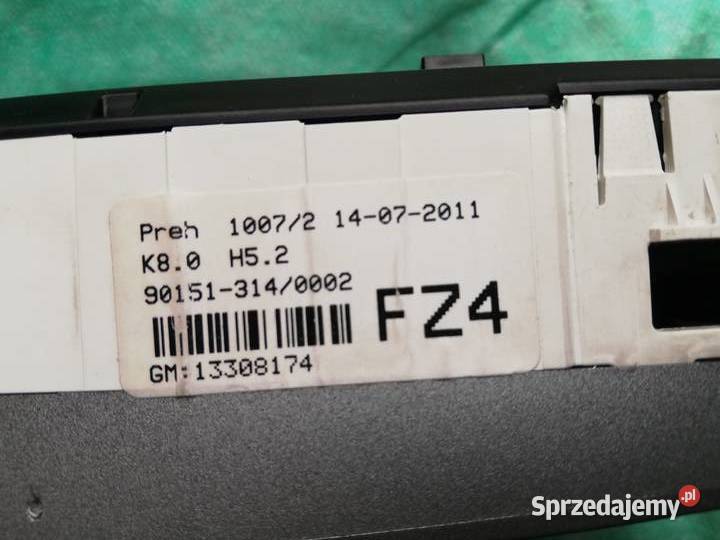 Preh 1007/2 14-07-2011
K8.0 H5.2
90151-314/0002
FZ4
GM:13308174
Sprzedajemy.pl